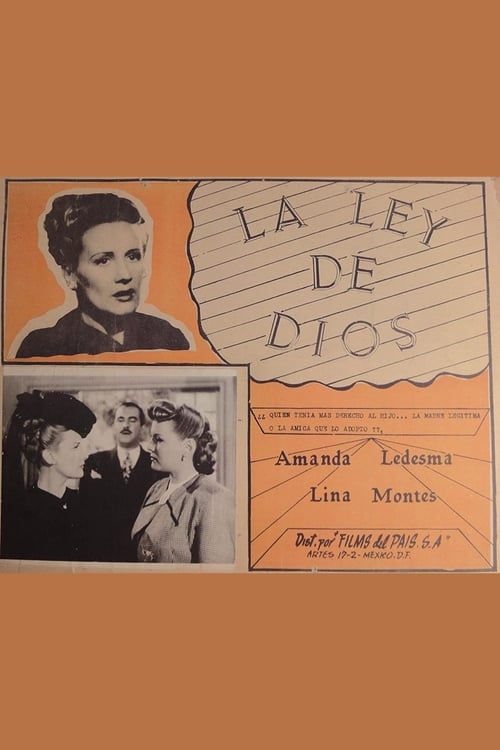 LA LEY
DE
DIOS
¿¿ QUIEN TENIA MAS DERECHO AL HIJO... LA MADRE LEGITIMA
O LA AMIGA QUE LO ADOPTO ??,
Amanda Ledesma
Lina Montes
Dist. por "FILMS del PAIS. S.A"
ARTES 17-2-MEXICO. D.F.